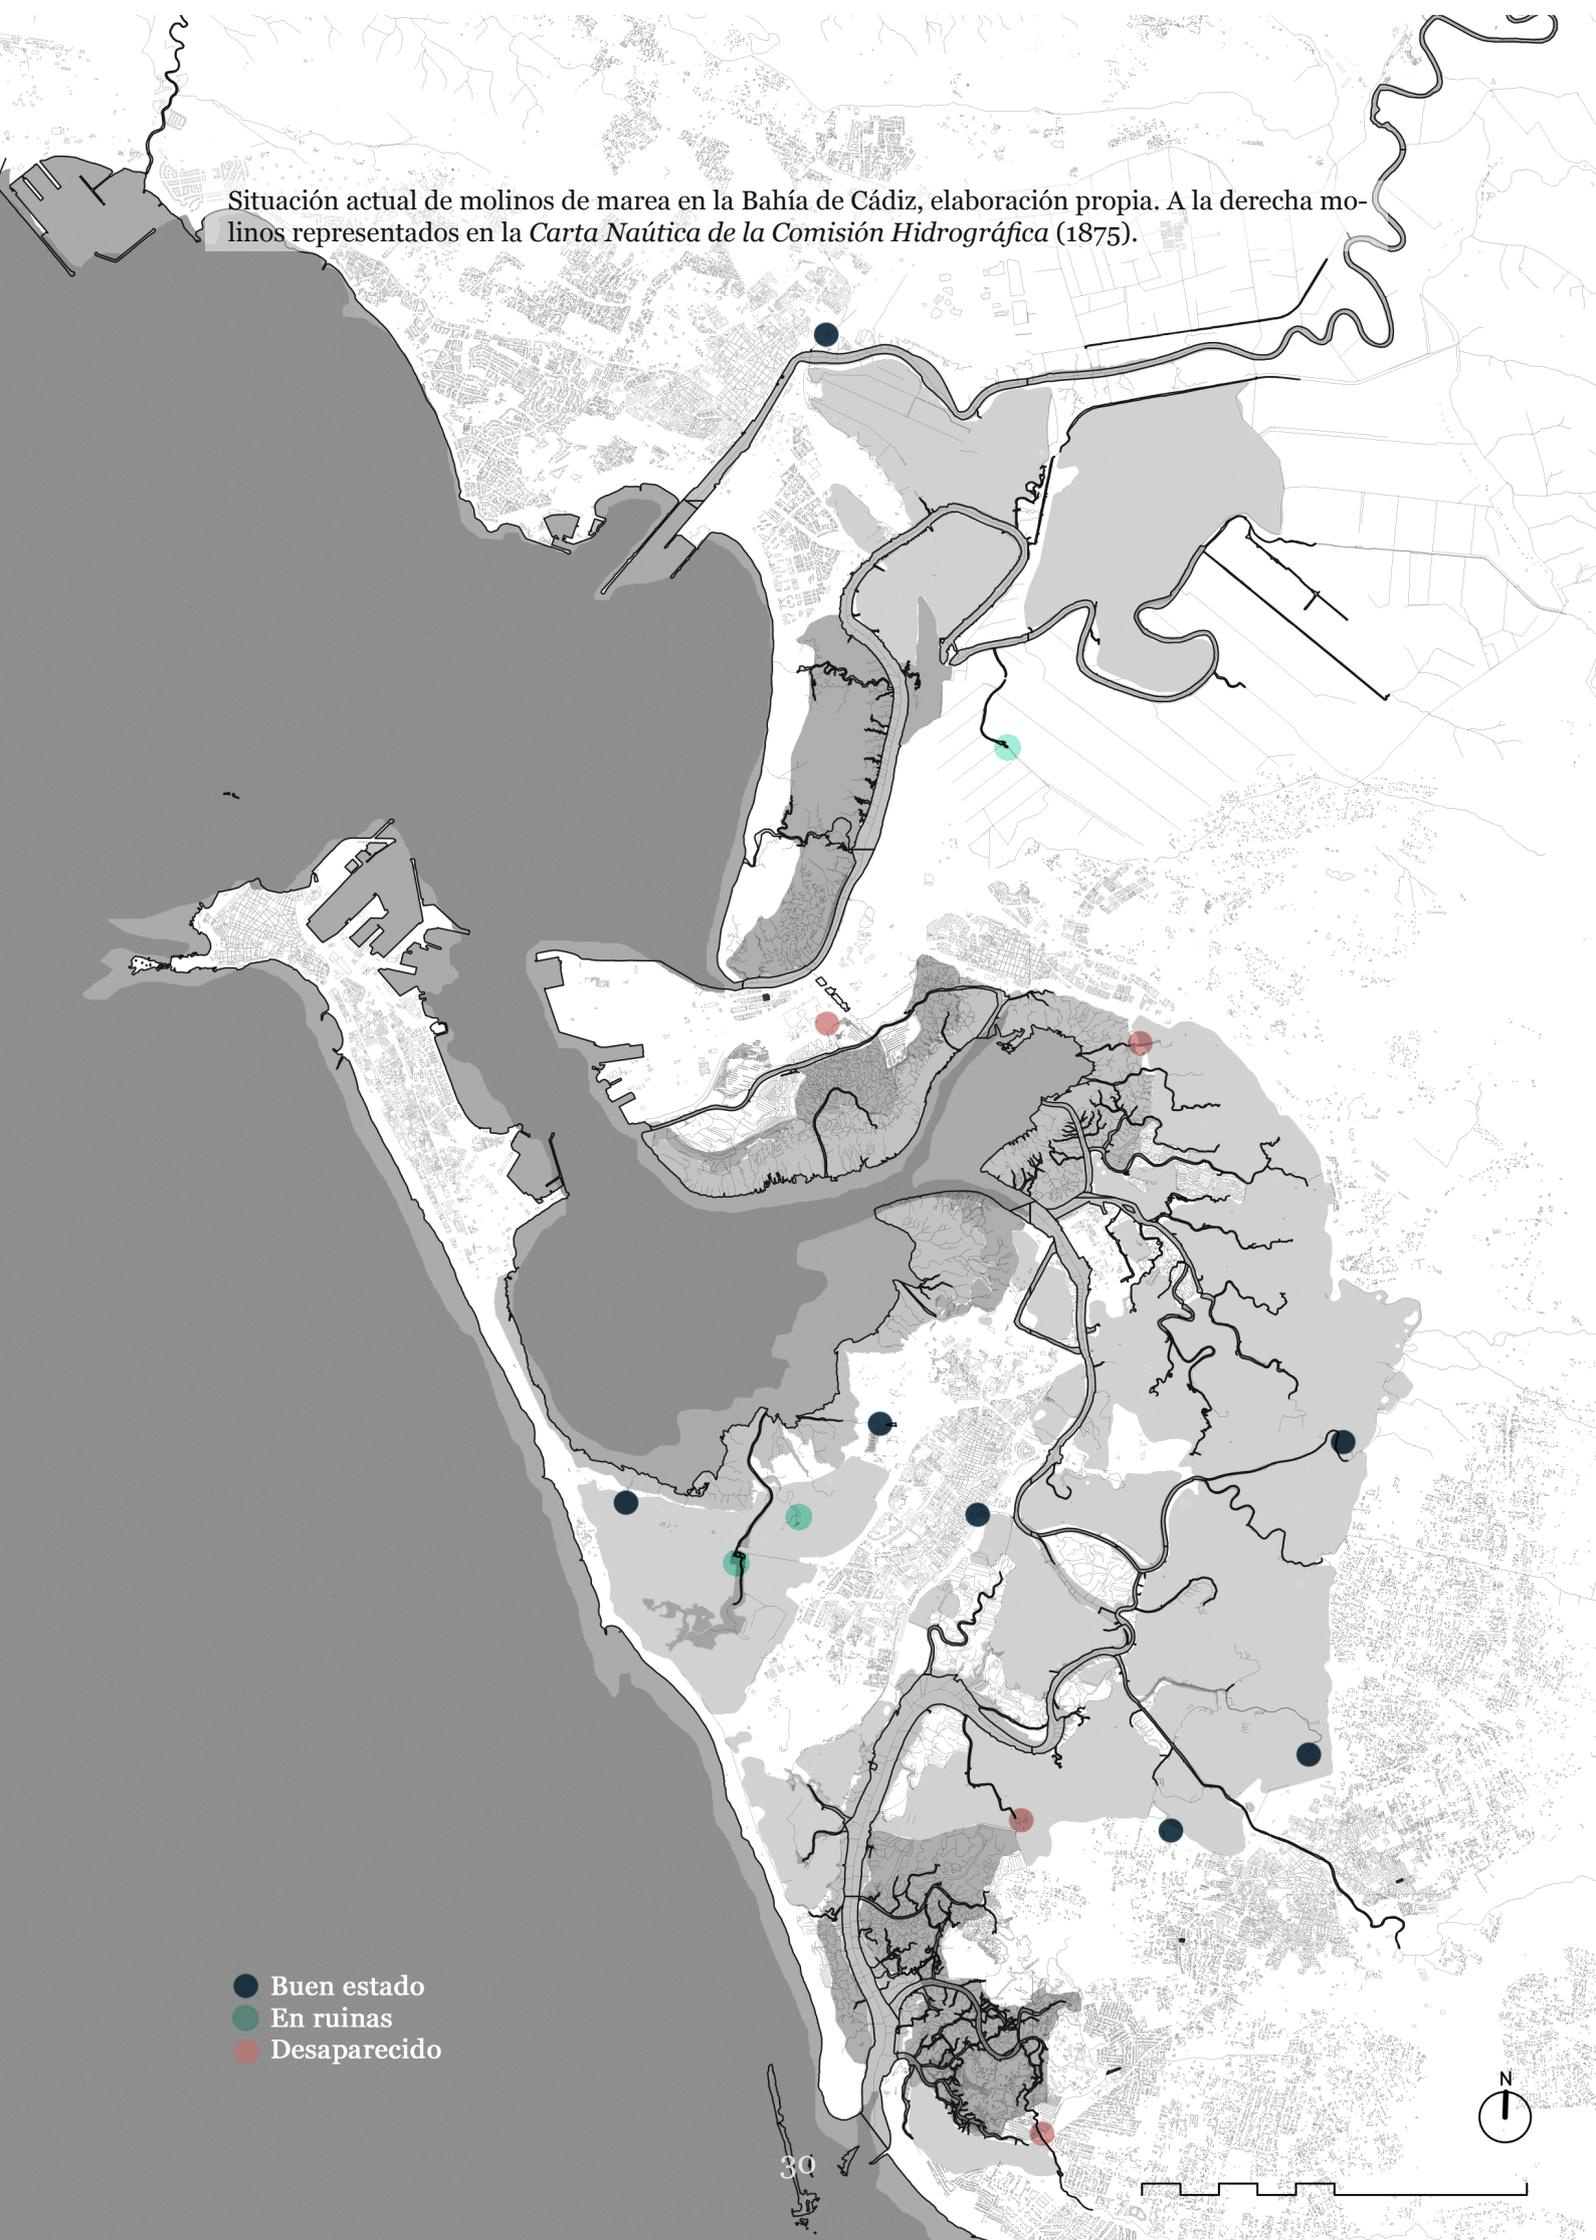 Situación actual de molinos de marea en la Bahía de Cádiz, elaboración propia. A la derecha mo-
linos representados en la Carta Naútica de la Comisión Hidrográfica (1875).
Buen estado
En ruinas
Desaparecido
N
30